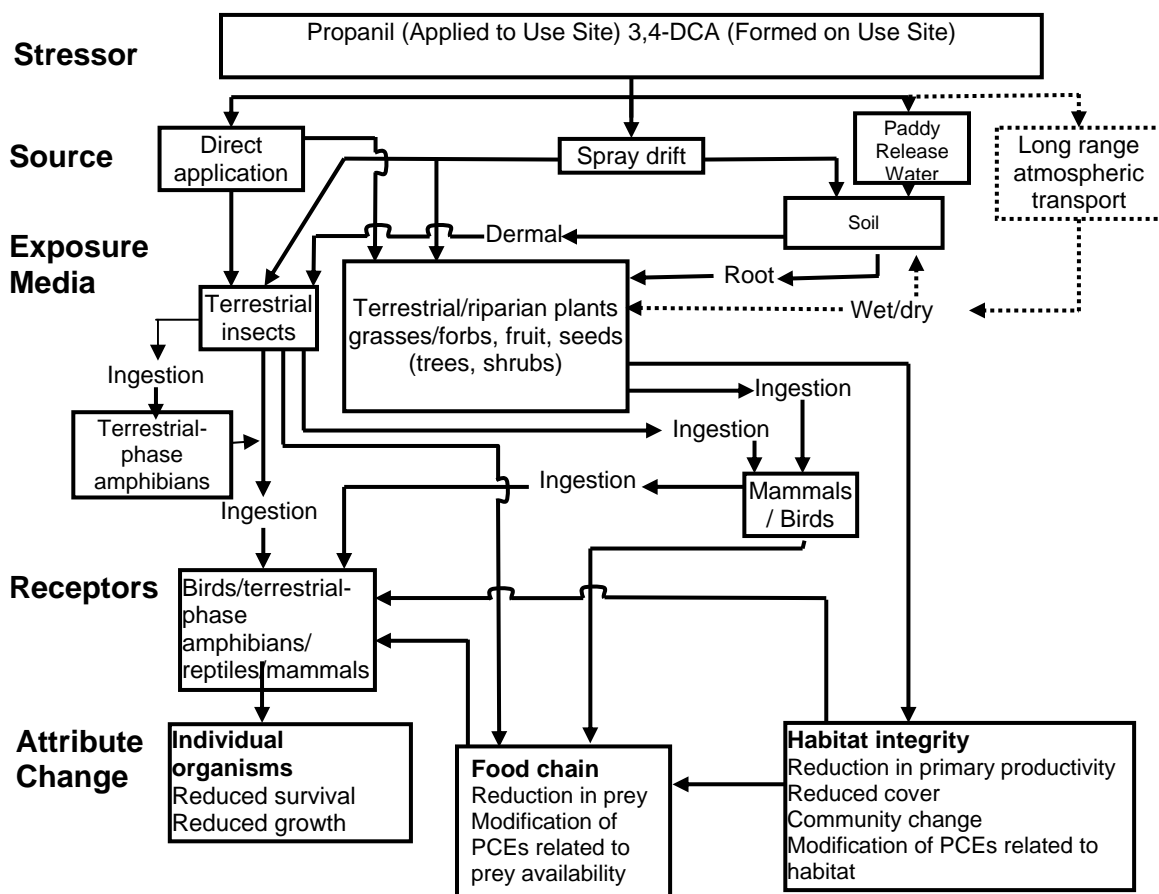 Propanil (Applied to Use Site) 3,4-DCA (Formed on Use Site)
Stressor
Source
Direct
application
Spray drift
Paddy
Release
Water
Long range
atmospheric
transport
Exposure
Media
Dermal
Soil
Root
Wet/dry
Terrestrial
insects
Terrestrial/riparian plants
grasses/forbs, fruit, seeds
(trees, shrubs)
Ingestion
Ingestion
Ingestion
Terrestrial-
phase
amphibians
Ingestion
Ingestion
Mammals
/ Birds
Receptors
Birds/terrestrial-
phase
amphibians/
reptiles/mammals
Attribute
Change
Individual
organisms
Reduced survival
Reduced growth
Food chain
Reduction in prey
Modification of
PCEs related to
prey availability
Habitat integrity
Reduction in primary productivity
Reduced cover
Community change
Modification of PCEs related to
habitat